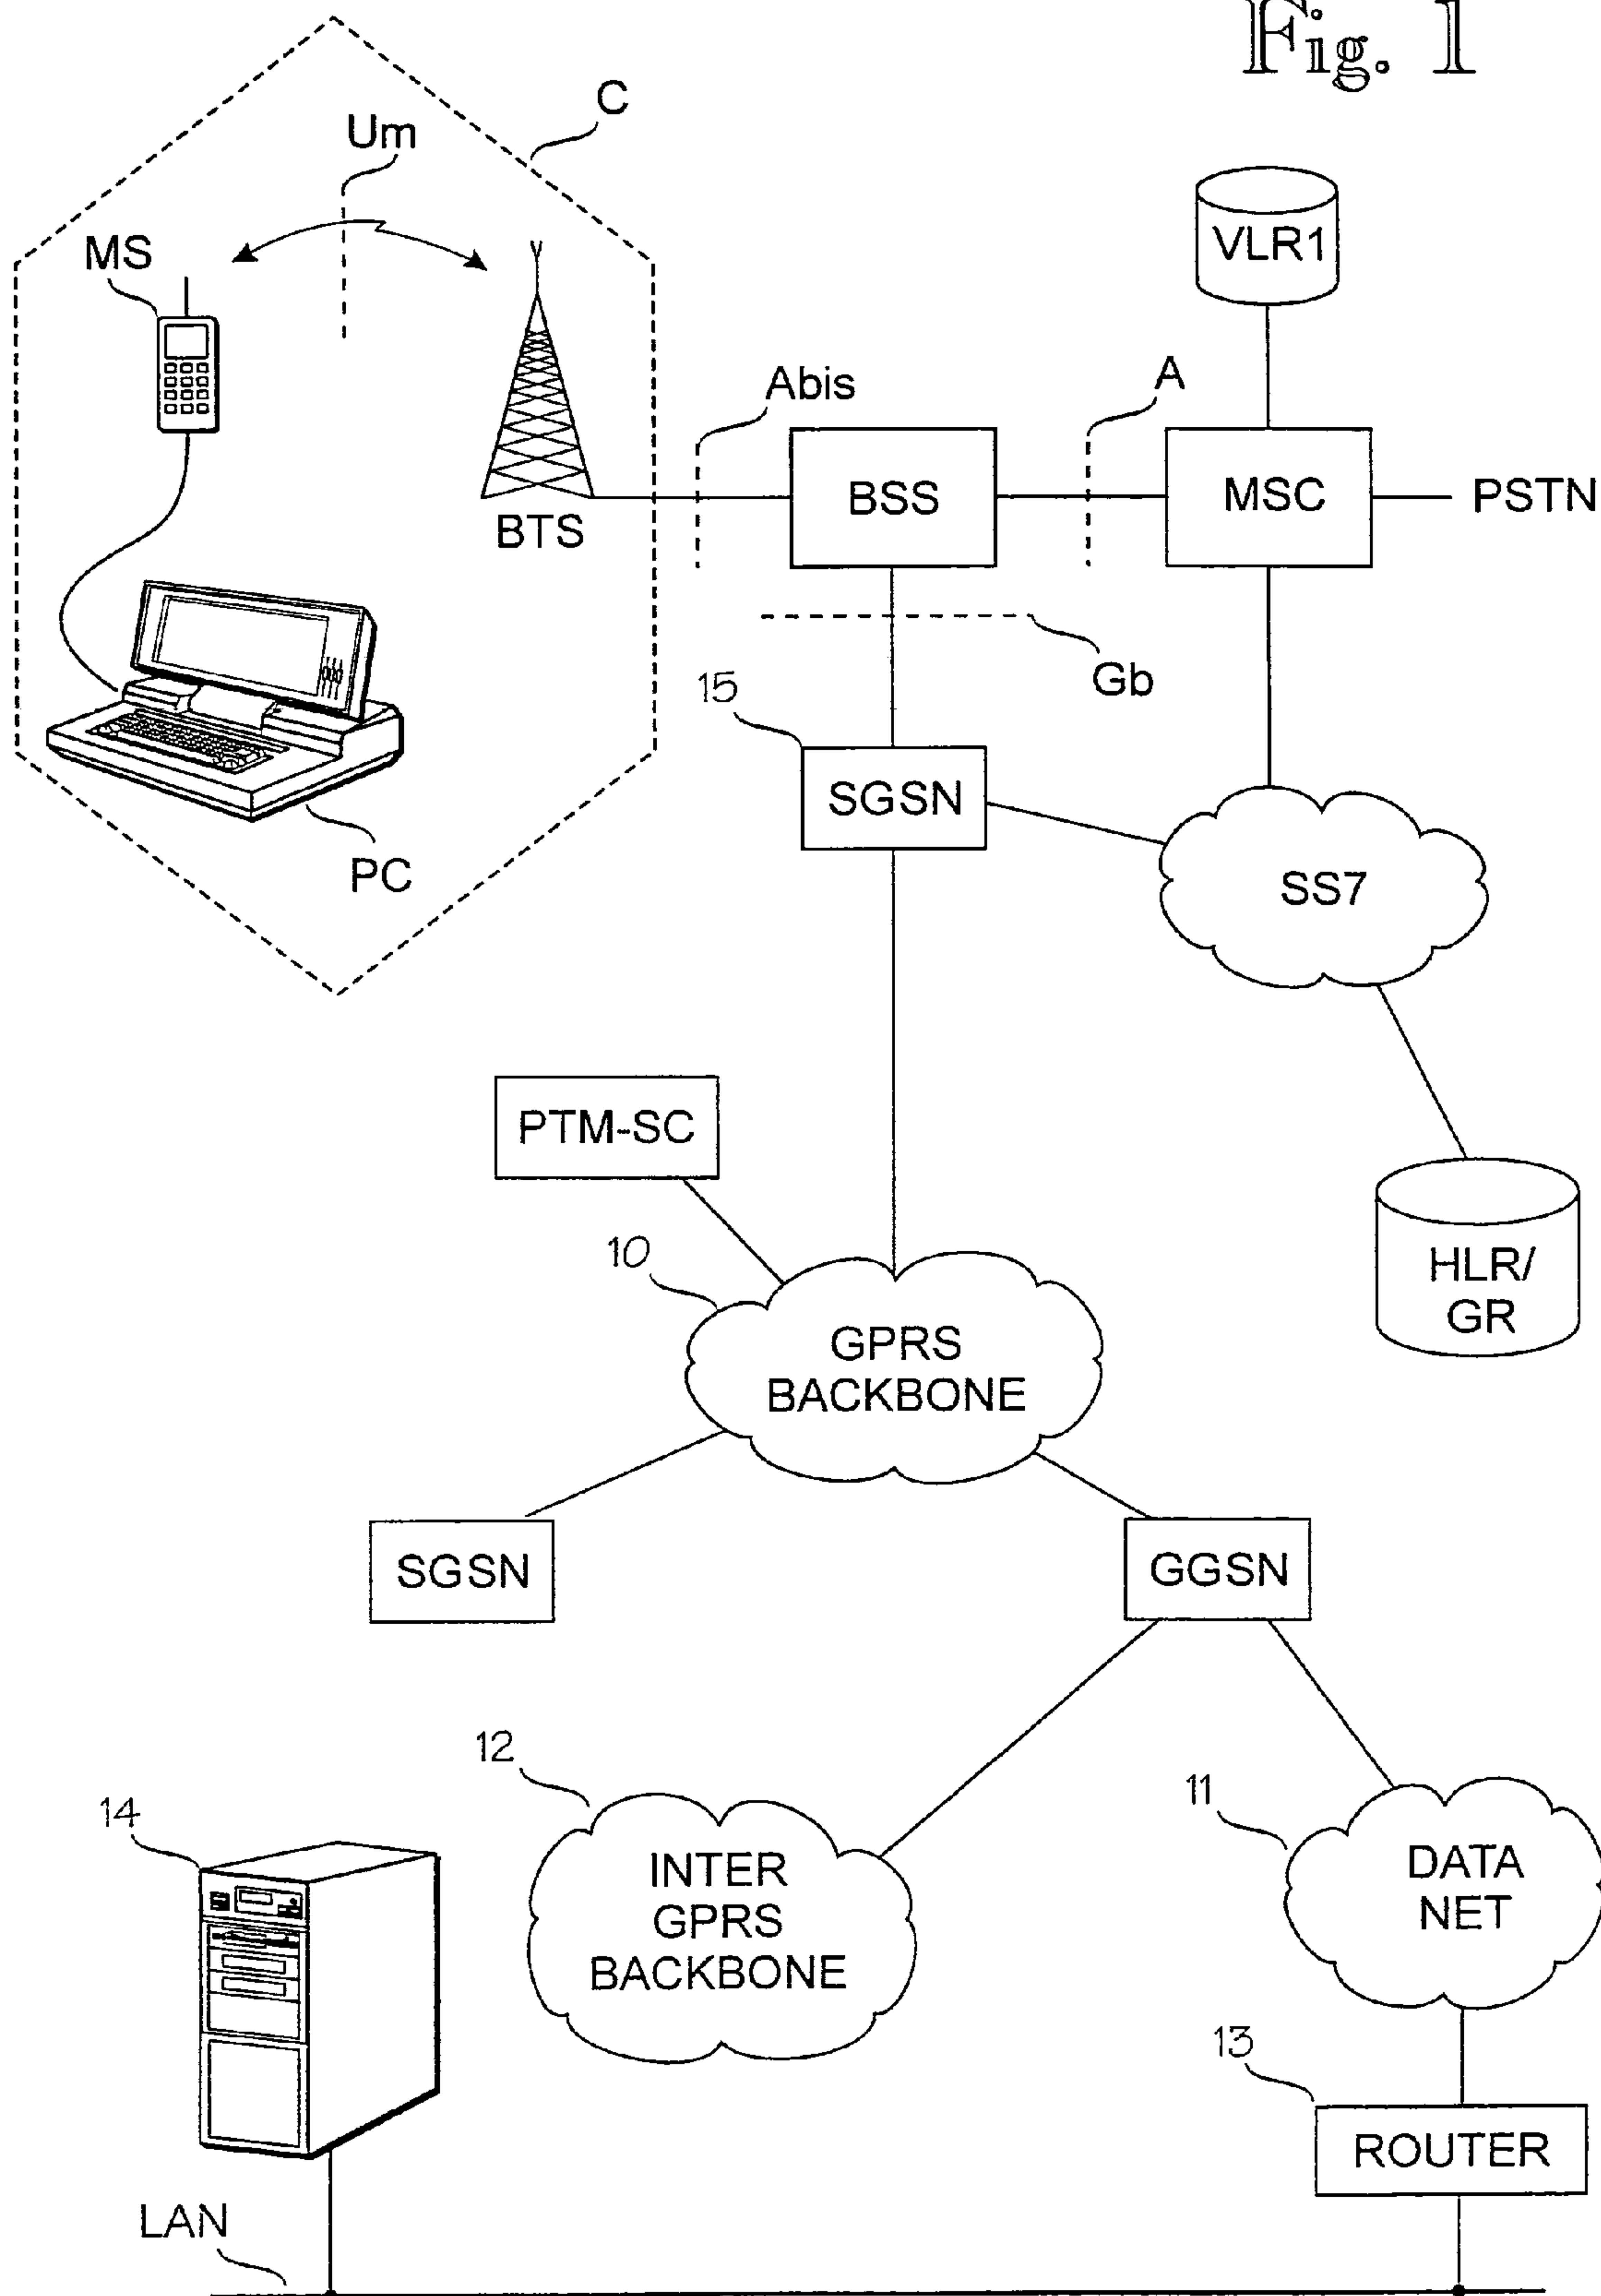 Fig. 1
C
Um
MS
VLR1
Abis
A
BSS
MSC
PSTN
BTS
Gb
15
SGSN
SS7
PC
PTM-SC
10
HLR/
GR
GPRS
BACKBONE
SGSN
GGSN
12
11
14
INTER
GPRS
BACKBONE
DATA
NET
13
ROUTER
LAN